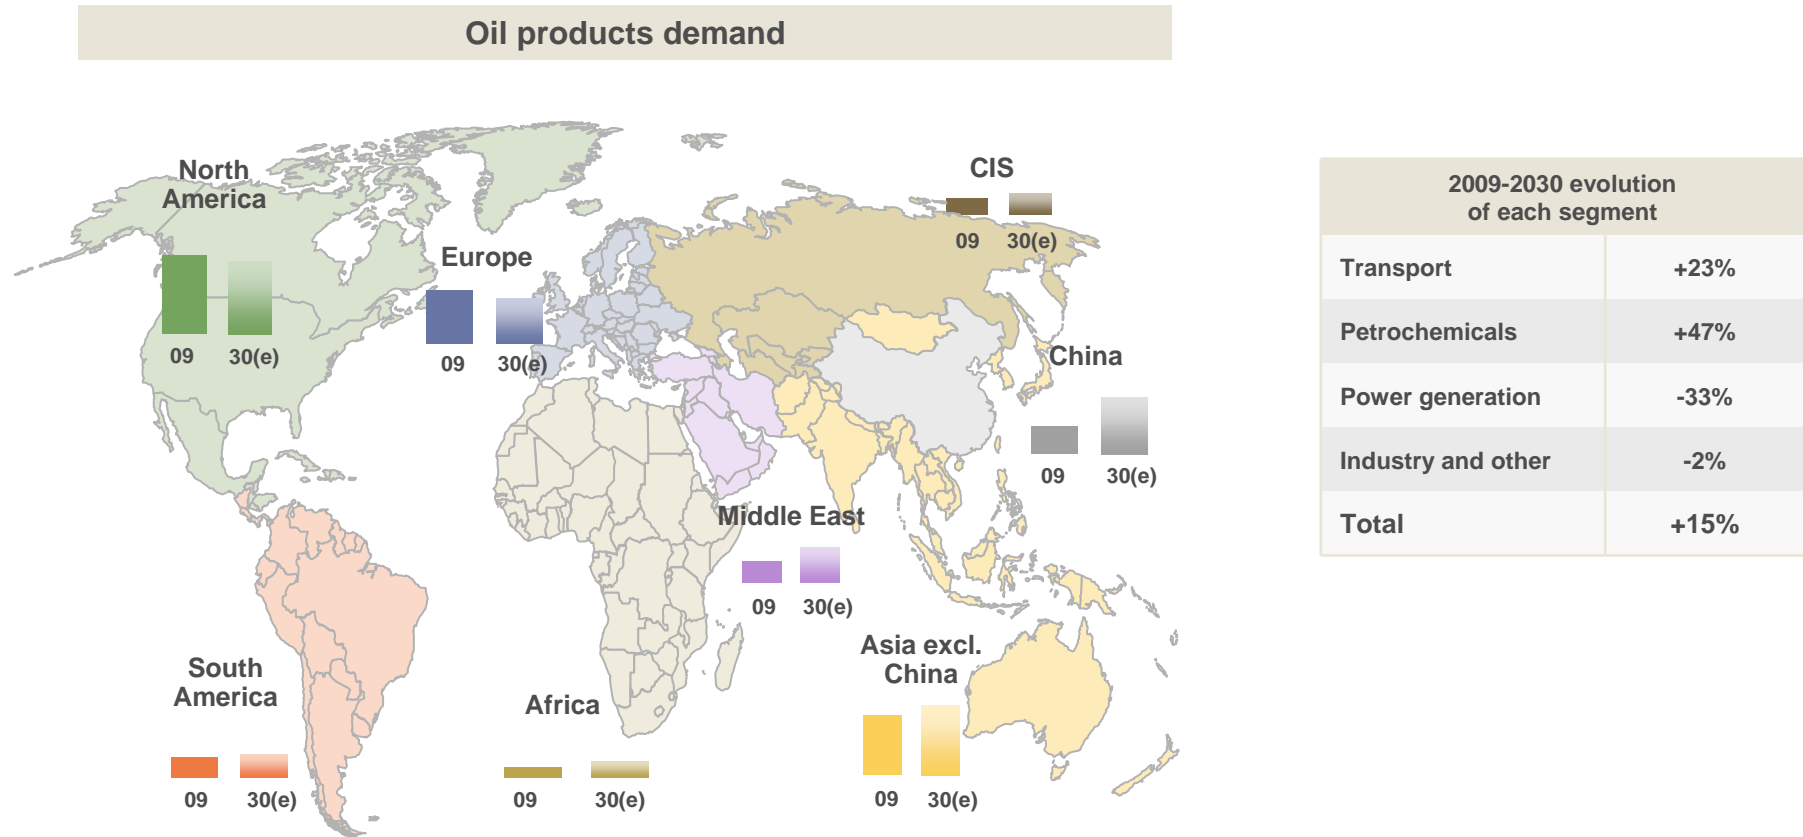 Oil products demand
North
America
09
30(e)
Europe
09
30(e)
CIS
09
30(e)
China
09
30(e)
Middle East
09
30(e)
Asia excl.
China
09
30(e)
South
America
09
30(e)
Africa
09
30(e)
2009-2030 evolution
of each segment
Transport +23%
Petrochemicals +47%
Power generation -33%
Industry and other -2%
Total +15%